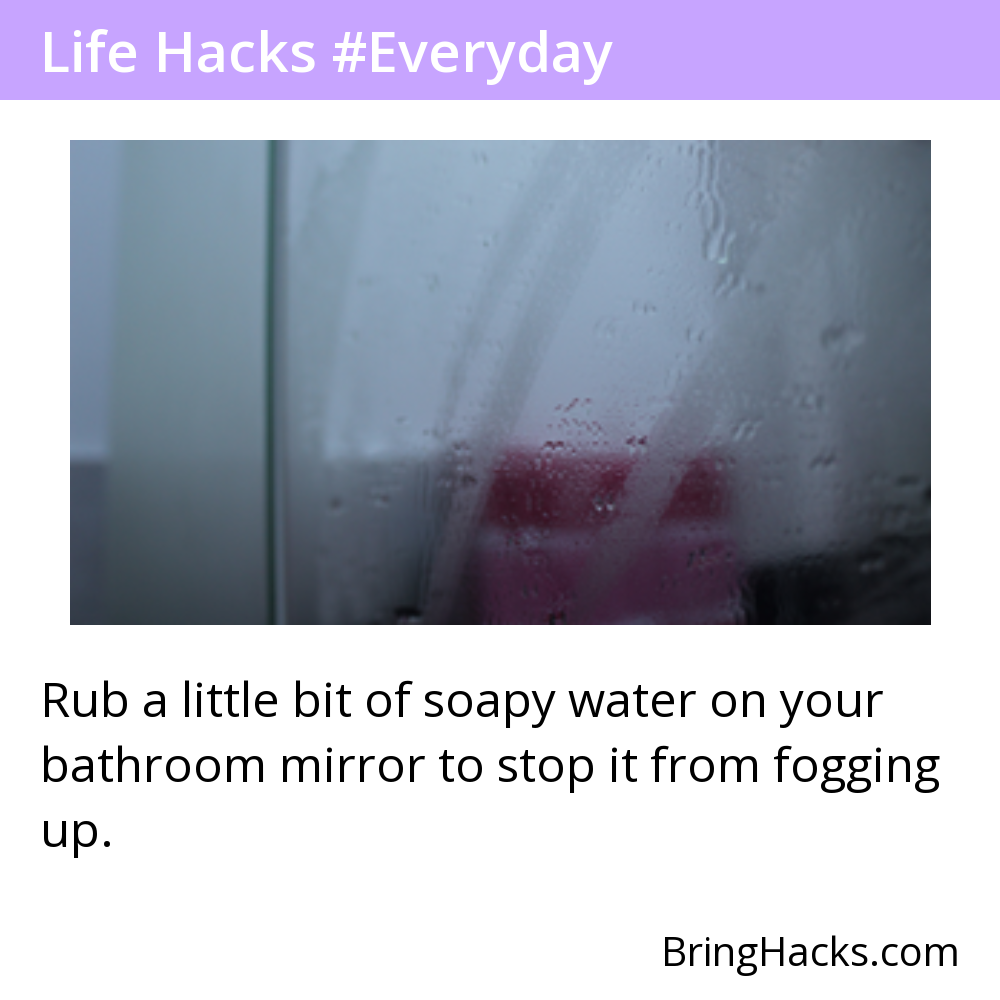 Life Hacks #Everyday
Rub a little bit of soapy water on your
bathroom mirror to stop it from fogging
up.
BringHacks.com